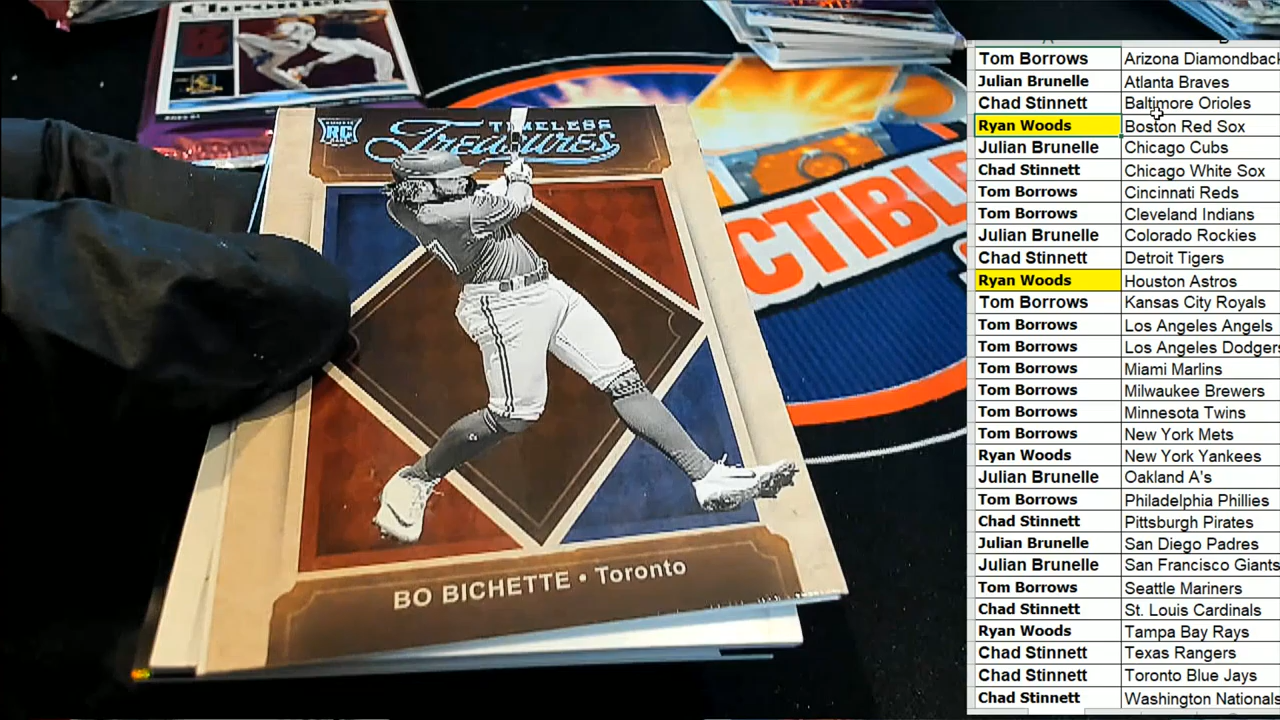 RC
TIMELESS
Treasures
BO BICHETTE • Toronto
CTIBLE
Tom Borrows Arizona Diamondback
Julian Brunelle Atlanta Braves
Chad Stinnett Baltimore Orioles
Ryan Woods Boston Red Sox
Julian Brunelle Chicago Cubs
Chad Stinnett Chicago White Sox
Tom Borrows Cincinnati Reds
Tom Borrows Cleveland Indians
Julian Brunelle Colorado Rockies
Chad Stinnett Detroit Tigers
Ryan Woods Houston Astros
Tom Borrows Kansas City Royals
Tom Borrows Los Angeles Angels
Tom Borrows Los Angeles Dodgers
Tom Borrows Miami Marlins
Tom Borrows Milwaukee Brewers
Tom Borrows Minnesota Twins
Tom Borrows New York Mets
Ryan Woods New York Yankees
Julian Brunelle Oakland A's
Tom Borrows Philadelphia Phillies
Chad Stinnett Pittsburgh Pirates
Julian Brunelle San Diego Padres
Julian Brunelle San Francisco Giants
Tom Borrows Seattle Mariners
Chad Stinnett St. Louis Cardinals
Ryan Woods Tampa Bay Rays
Chad Stinnett Texas Rangers
Chad Stinnett Toronto Blue Jays
Chad Stinnett Washington Nationals